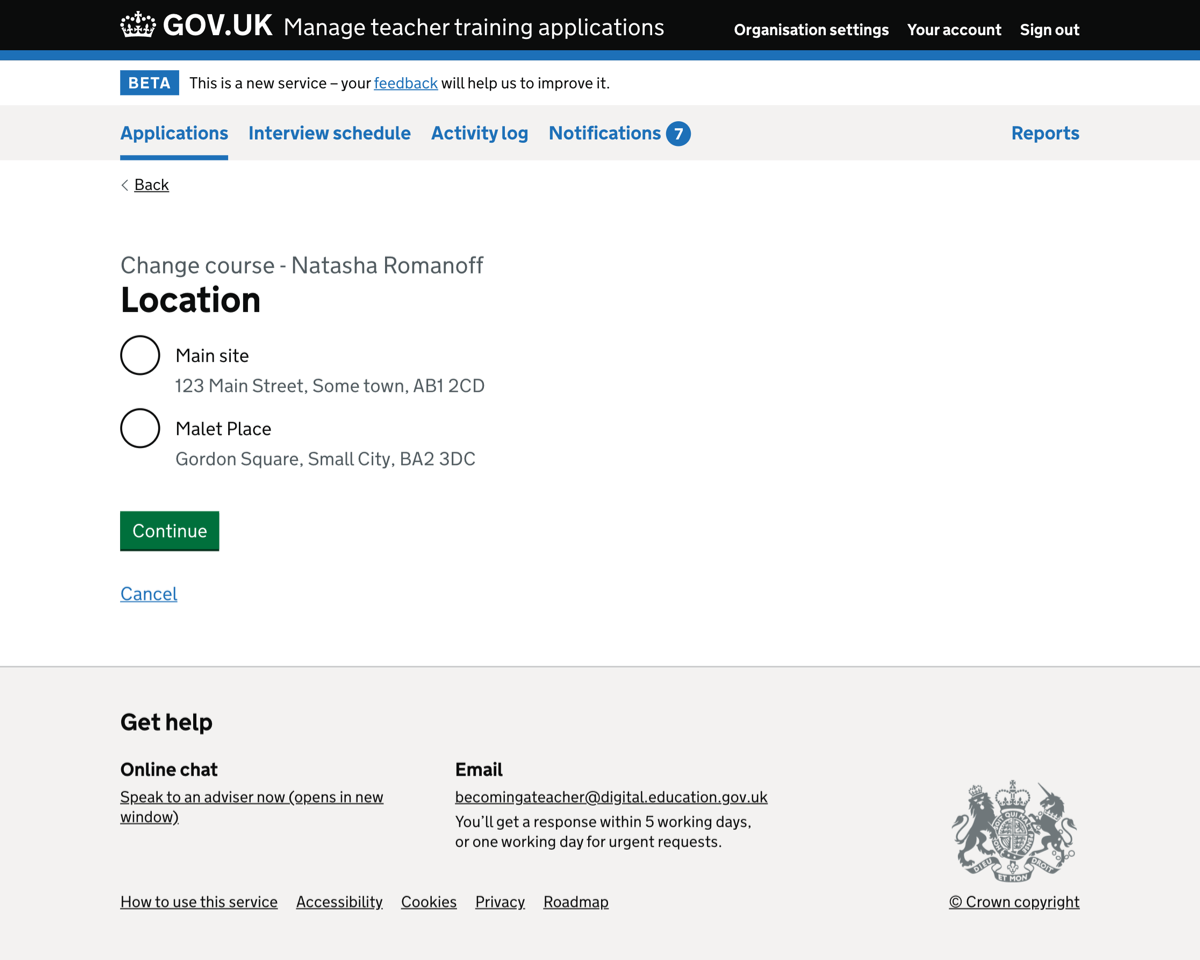 GOV.UK Manage teacher training applications Organisation settings Your account Sign out
BETA This is a new service – your feedback will help us to improve it.
Applications Interview schedule Activity log Notifications 7 Reports
Back
Change course - Natasha Romanoff
Location
Main site
123 Main Street, Some town, AB1 2CD
Malet Place
Gordon Square, Small City, BA2 3DC
Continue
Cancel
Get help
Online chat
Speak to an adviser now (opens in new
window)
Email
becomingateacher@digital.education.gov.uk
You’ll get a response within 5 working days,
or one working day for urgent requests.
DIEU ET MON DROIT
How to use this service Accessibility Cookies Privacy Roadmap
© Crown copyright